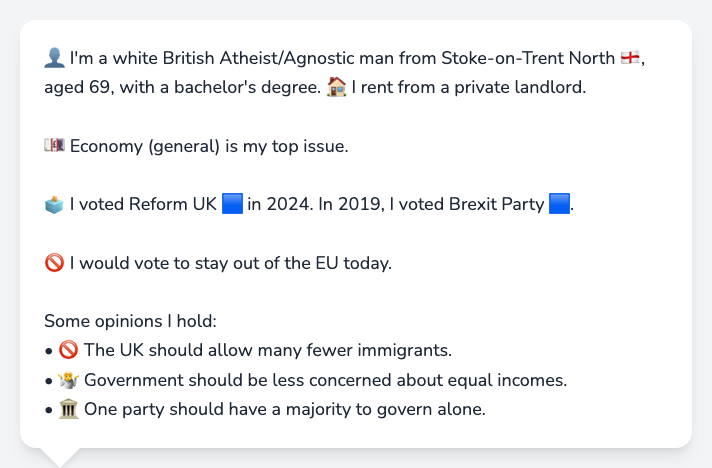 👤 I'm a white British Atheist/Agnostic man from Stoke-on-Trent North 🏴󠁧󠁢󠁥󠁮󠁧󠁿,
aged 69, with a bachelor's degree. 🏠 I rent from a private landlord.
💷 Economy (general) is my top issue.
🗳️ I voted Reform UK 🟦 in 2024. In 2019, I voted Brexit Party 🟦.
🚫 I would vote to stay out of the EU today.
Some opinions I hold:
• 🚫 The UK should allow many fewer immigrants.
• 🤷 Government should be less concerned about equal incomes.
• 🏛️ One party should have a majority to govern alone.